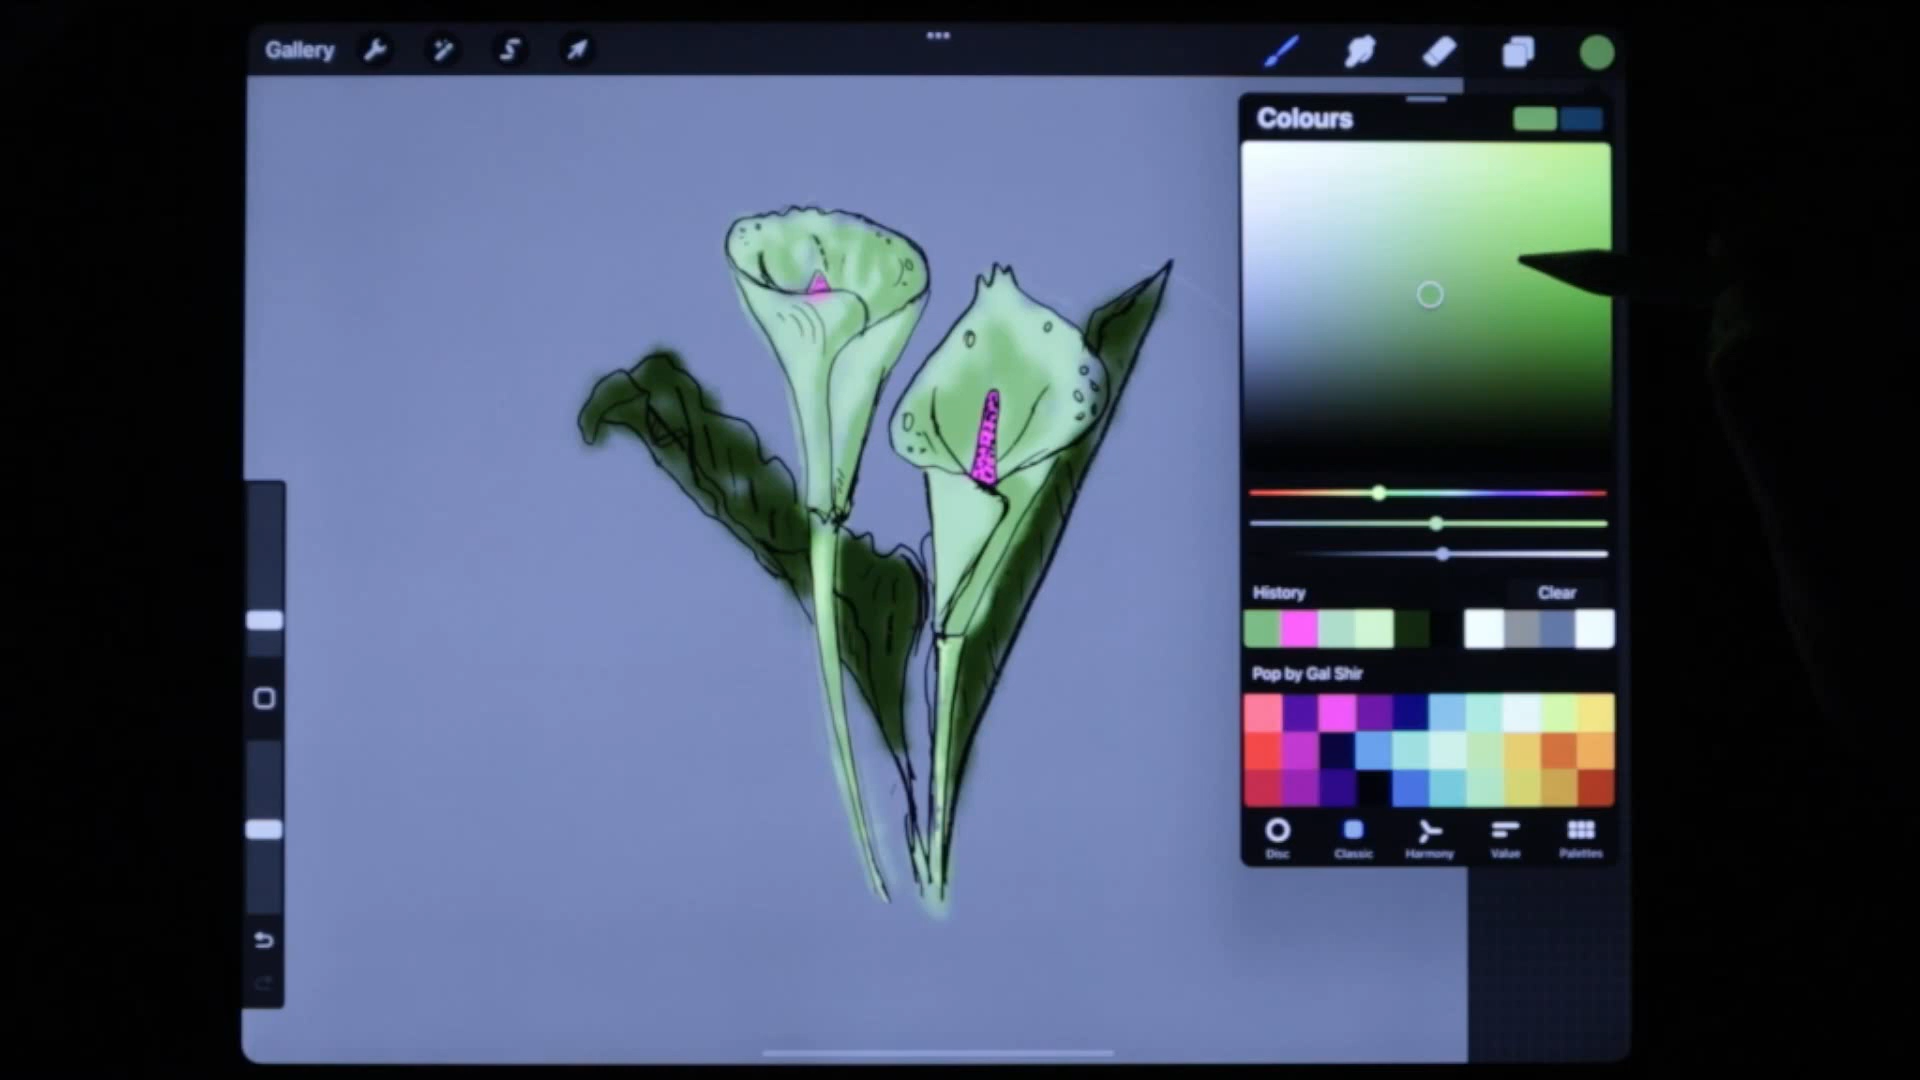 Gallery
Colours
History Clear
Pop by Gal Shir
Disc Classic Harmony Value Palettes